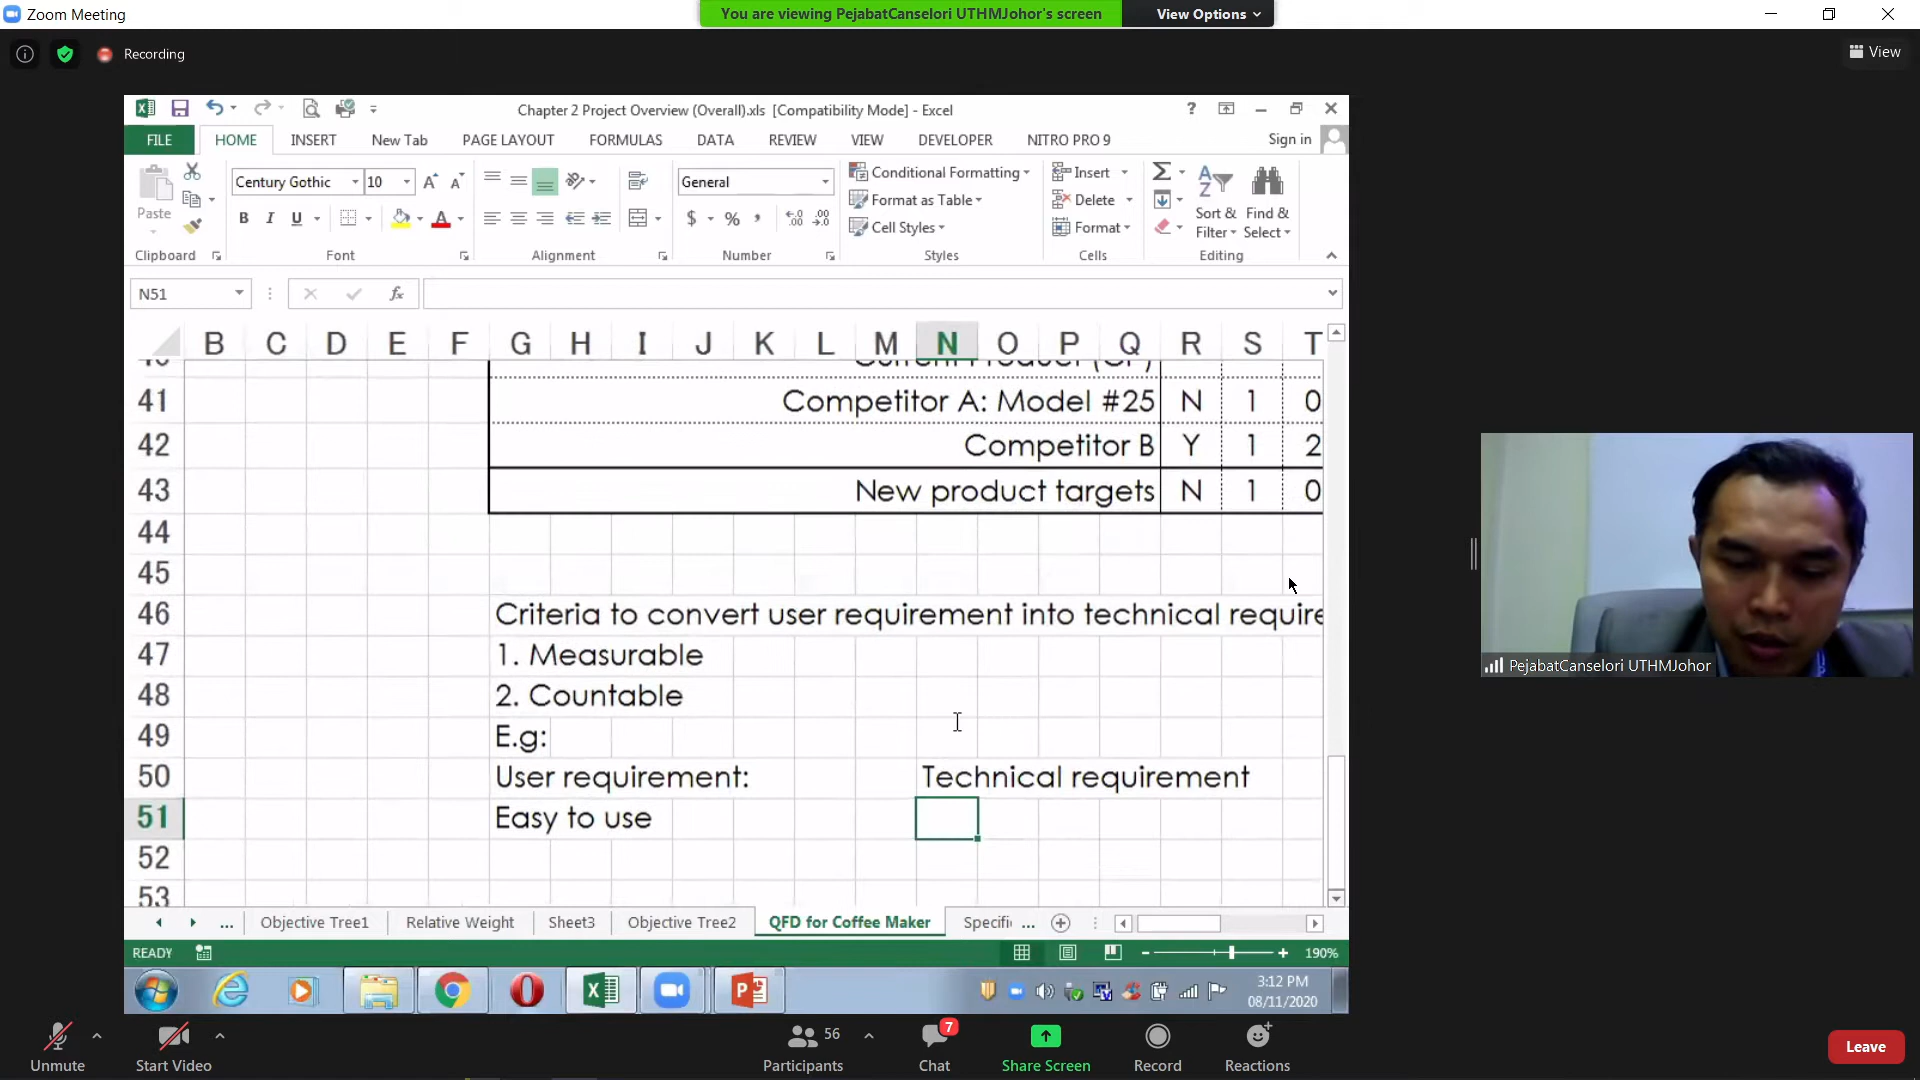 Zoom Meeting
You are viewing PejabatCanselori UTHMJohor's screen
View Options
Recording
View
Chapter 2 Project Overview (Overall).xls [Compatibility Mode] - Excel
FILE HOME INSERT New Tab PAGE LAYOUT FORMULAS DATA REVIEW VIEW DEVELOPER NITRO PRO 9 Sign in
Century Gothic 10 General
Conditional Formatting Insert
Paste
Format as Table Delete Sort & Find &
Cell Styles Format Filter Select
Clipboard Font Alignment Number Styles Cells Editing
N51
B C D E F G H I J K L M N O P Q R S T
41 Competitor A: Model #25 N 1 0
42 Competitor B Y 1 2
43 New product targets N 1 0
44
45
46 Criteria to convert user requirement into technical require
47 1. Measurable
48 2. Countable
49 E.g:
50 User requirement: Technical requirement
51 Easy to use
52
53
... Objective Tree1 Relative Weight Sheet3 Objective Tree2 QFD for Coffee Maker Specifi ...
READY 190%
3:12 PM
08/11/2020
PejabatCanselori UTHMJohor
Unmute Start Video Participants 56 Chat 7 Share Screen Record Reactions Leave